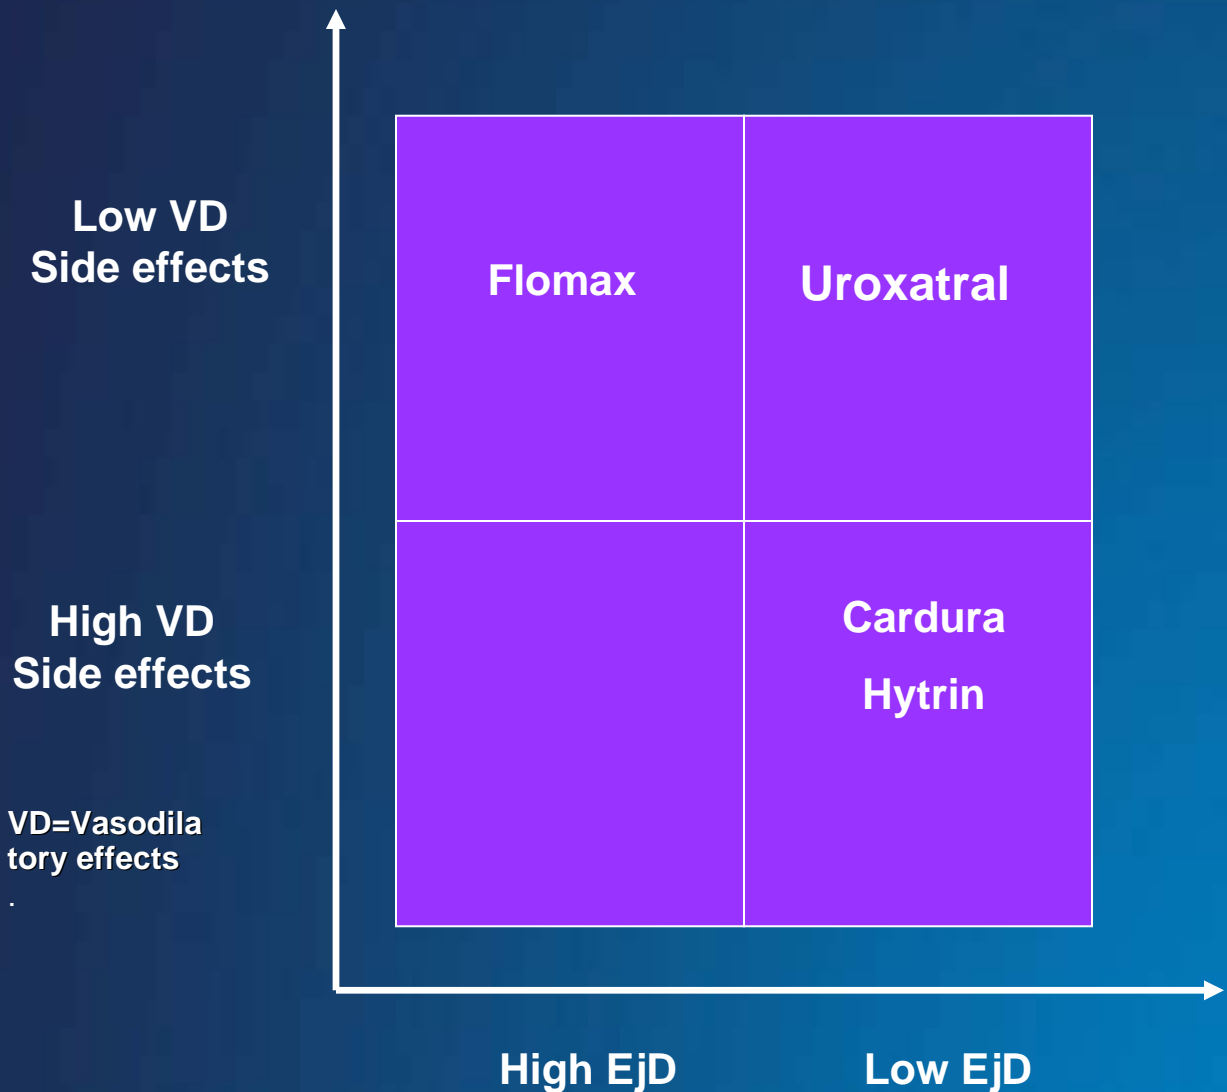 Low VD
Side effects
Flomax
Uroxatral
High VD
Side effects
Cardura
Hytrin
VD=Vasodila
tory effects
.
High EjD
Low EjD